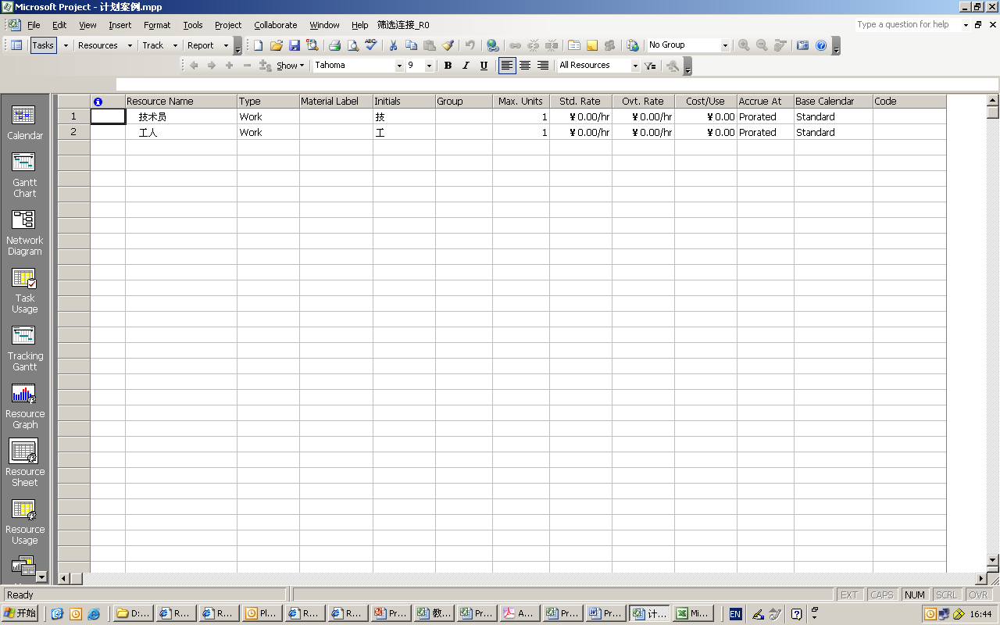 Microsoft Project - 计划案例.mpp
File Edit View Insert Format Tools Project Collaborate Window Help 筛选连接_R0 Type a question for help
Tasks Resources Track Report No Group
Show Tahoma 9 B I U All Resources
Resource Name Type Material Label Initials Group Max. Units Std. Rate Ovt. Rate Cost/Use Accrue At Base Calendar Code
1 技术员 Work 技 1 ¥ 0.00/hr ¥ 0.00/hr ¥ 0.00 Prorated Standard
2 工人 Work 工 1 ¥ 0.00/hr ¥ 0.00/hr ¥ 0.00 Prorated Standard
Calendar
Gantt
Chart
Network
Diagram
Task
Usage
Tracking
Gantt
Resource
Graph
Resource
Sheet
Resource
Usage
Ready EXT CAPS NUM SCRL OVR
开始 D:... R... R... Pl... R... R... Pr... 教... Pr... A... Pr... Pr... 计... Mi... EN 16:44